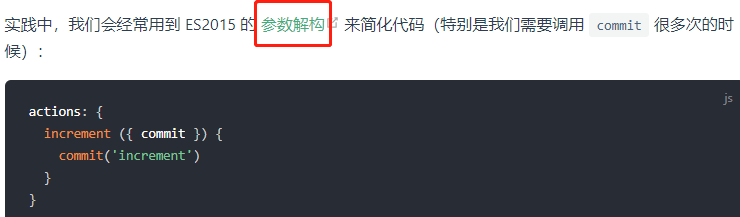 实践中，我们会经常用到 ES2015 的 参数解构 来简化代码（特别是我们需要调用 commit 很多次的时
候）：
js
actions: {
  increment ({ commit }) {
    commit('increment')
  }
}